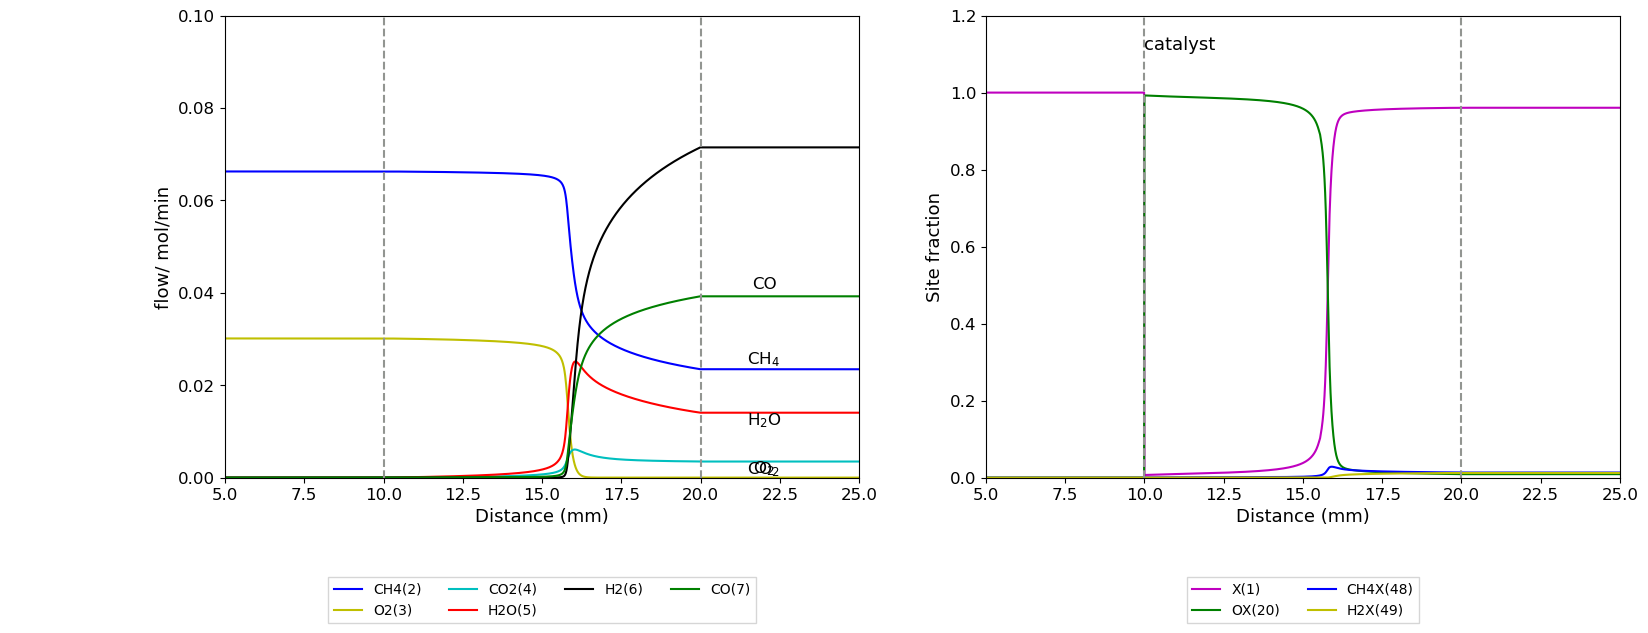 0.10
0.08
0.06
0.04
0.02
0.00
flow/ mol/min
CO
CH₄
H₂O
CO₂
O₂
5.0 7.5 10.0 12.5 15.0 17.5 20.0 22.5 25.0
Distance (mm)
CH4(2) CO2(4) H2(6) CO(7)
O2(3) H2O(5)
1.2
1.0
0.8
0.6
0.4
0.2
0.0
Site fraction
catalyst
5.0 7.5 10.0 12.5 15.0 17.5 20.0 22.5 25.0
Distance (mm)
X(1) CH4X(48)
OX(20) H2X(49)